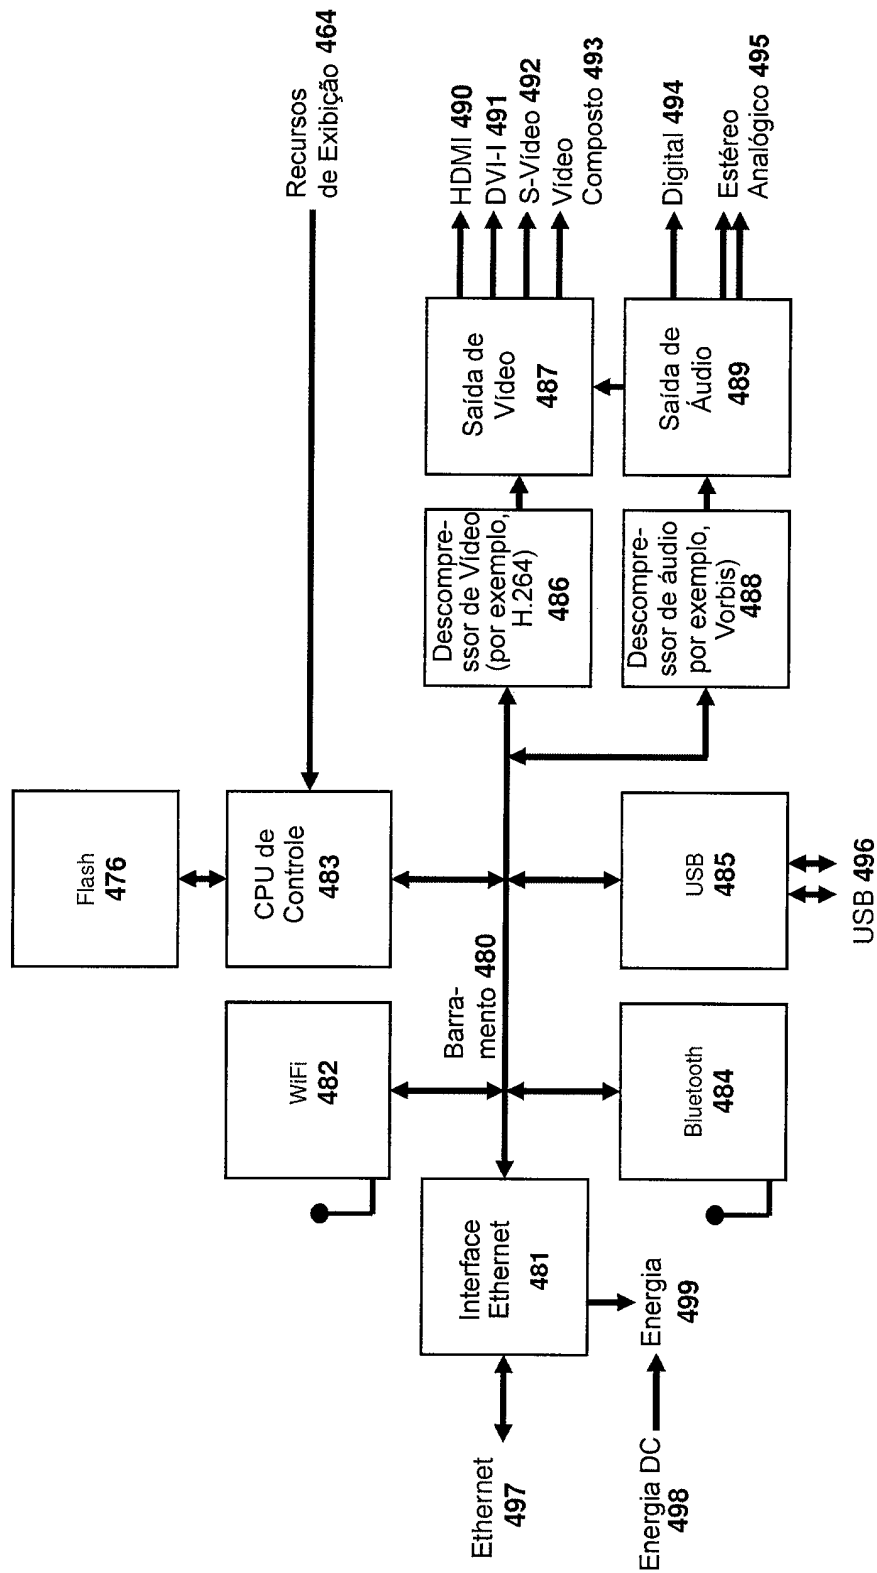 Flash
476
Recursos
de Exibição 464
WiFi
482
CPU de
Controle
483
Barra-
mento 480
Ethernet
497
Interface
Ethernet
481
Descompre-
ssor de Vídeo
(por exemplo,
H.264)
486
Saída de
Vídeo
487
HDMI 490
DVI-I 491
S-Vídeo 492
Vídeo
Composto 493
Energia DC
498
Energia
499
Bluetooth
484
USB
485
Descompre-
ssor de áudio
por exemplo,
Vorbis)
488
Saída de
Áudio
489
Digital 494
Estéreo
Analógico 495
USB 496